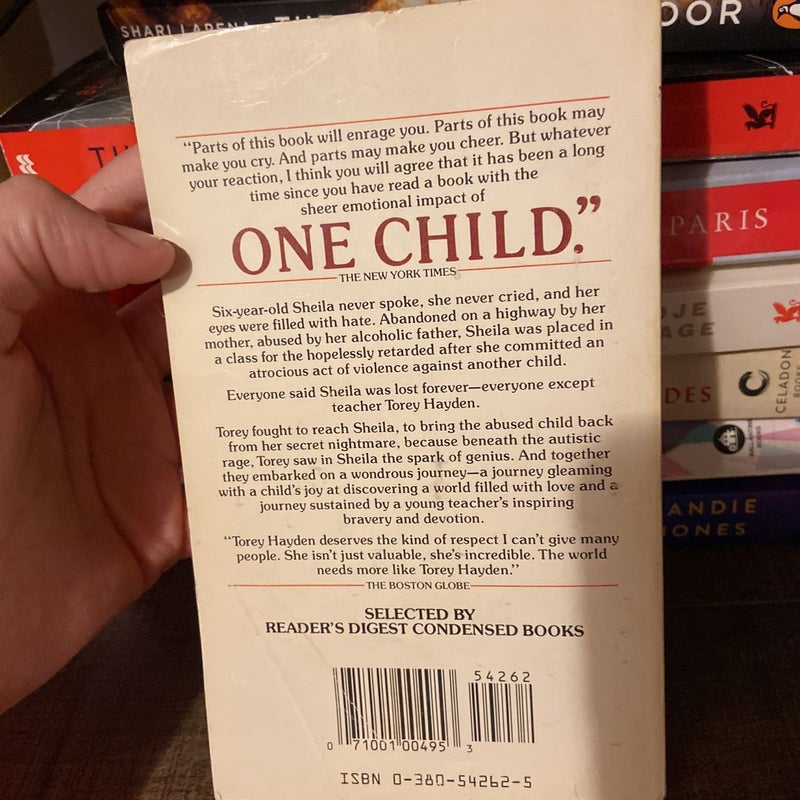 SHARI LAPENA
OOR
"Parts of this book will enrage you. Parts of this book may
make you cry. And parts may make you cheer. But whatever
your reaction, I think you will agree that it has been a long
time since you have read a book with the
sheer emotional impact of
ONE CHILD."
THE NEW YORK TIMES
Six-year-old Sheila never spoke, she never cried, and her
eyes were filled with hate. Abandoned on a highway by her
mother, abused by her alcoholic father, Sheila was placed in
a class for the hopelessly retarded after she committed an
atrocious act of violence against another child.
Everyone said Sheila was lost forever—everyone except
teacher Torey Hayden.
Torey fought to reach Sheila, to bring the abused child back
from her secret nightmare, because beneath the autistic
rage, Torey saw in Sheila the spark of genius. And together
they embarked on a wondrous journey—a journey gleaming
with a child's joy at discovering a world filled with love and a
journey sustained by a young teacher's inspiring
bravery and devotion.
"Torey Hayden deserves the kind of respect I can't give many
people. She isn't just valuable, she's incredible. The world
needs more like Torey Hayden."
THE BOSTON GLOBE
SELECTED BY
READER'S DIGEST CONDENSED BOOKS
54262
0 71001 00495 3
ISBN 0-380-54262-5
PARIS
DJE
AGE
DES
CELADON
BOOKS
BALLANTINE
BOOKS
ANDIE
JONES